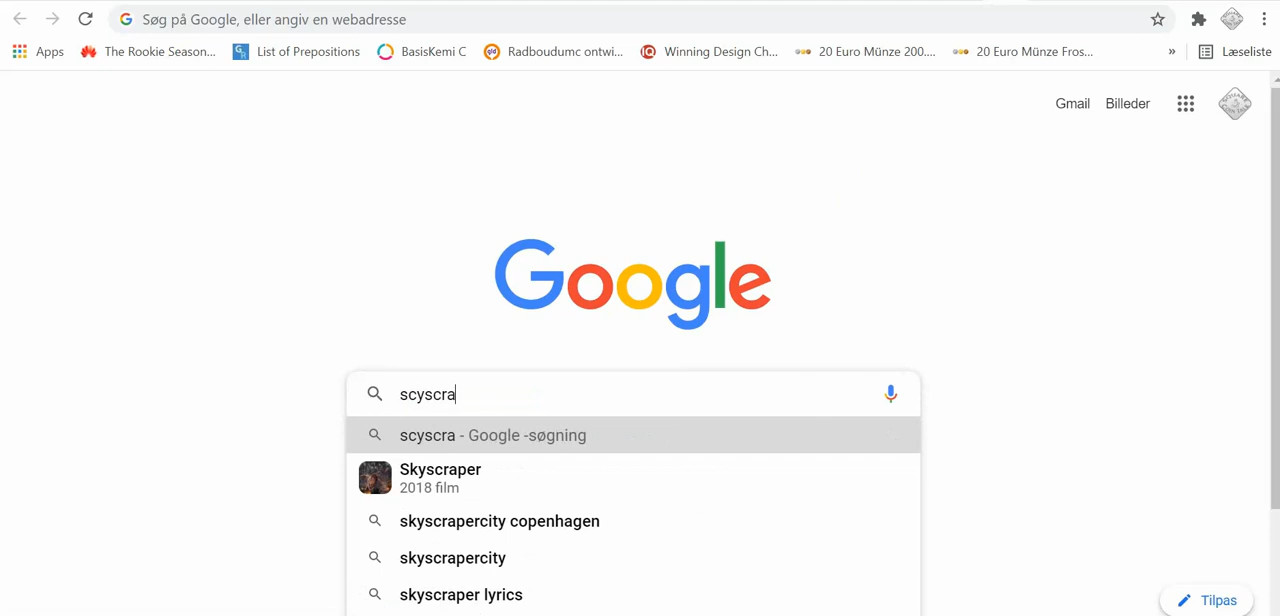 Søg på Google, eller angiv en webadresse
Apps The Rookie Season... List of Prepositions BasisKemi C Radboudumc ontwi... Winning Design Ch... 20 Euro Münze 200.... 20 Euro Münze Fros... » Læseliste
Gmail Billeder
Google
scyscra
scyscra - Google -søgning
Skyscraper
2018 film
skyscrapercity copenhagen
skyscrapercity
skyscraper lyrics
Tilpas